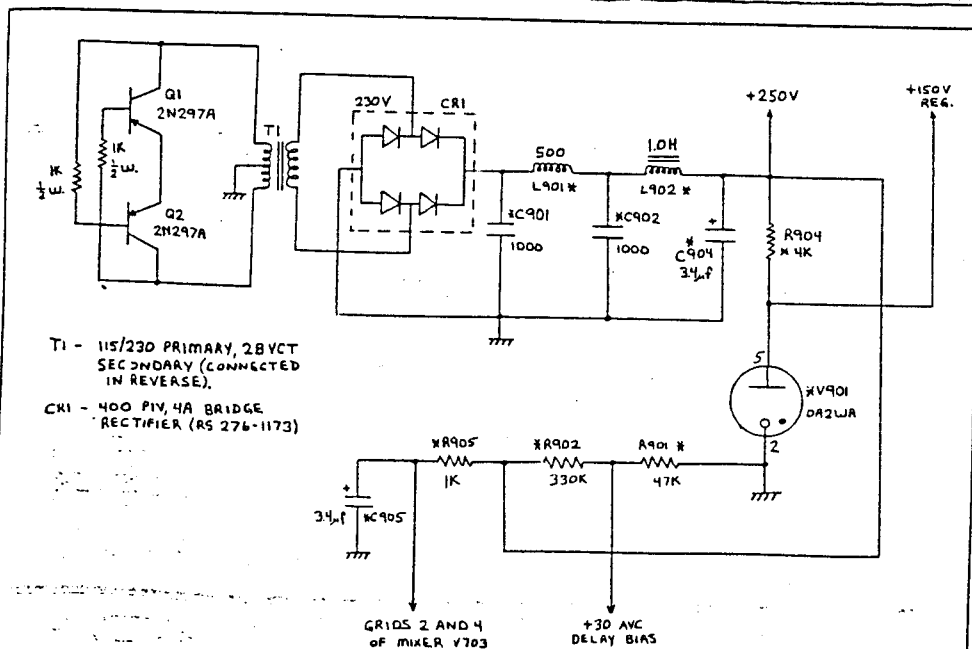 Q1
2N297A
1K
½W.
1K
½W.
Q2
2N297A
T1
230V
CR1
500
L901*
1.0H
L902*
+250V
+150V
REG.
*C901
1000
*C902
1000
+
*
C904
3.4µf
R904
* 4K
5
*V901
OA2WA
2
T1 - 115/230 PRIMARY, 28VCT
SECONDARY (CONNECTED
IN REVERSE).
CR1 - 400 PIV, 4A BRIDGE
RECTIFIER (RS 276-1173)
*R905
1K
*R902
330K
R901*
47K
+
3.4µf
*C905
GRIDS 2 AND 4
OF MIXER V703
+30 AVC
DELAY BIAS